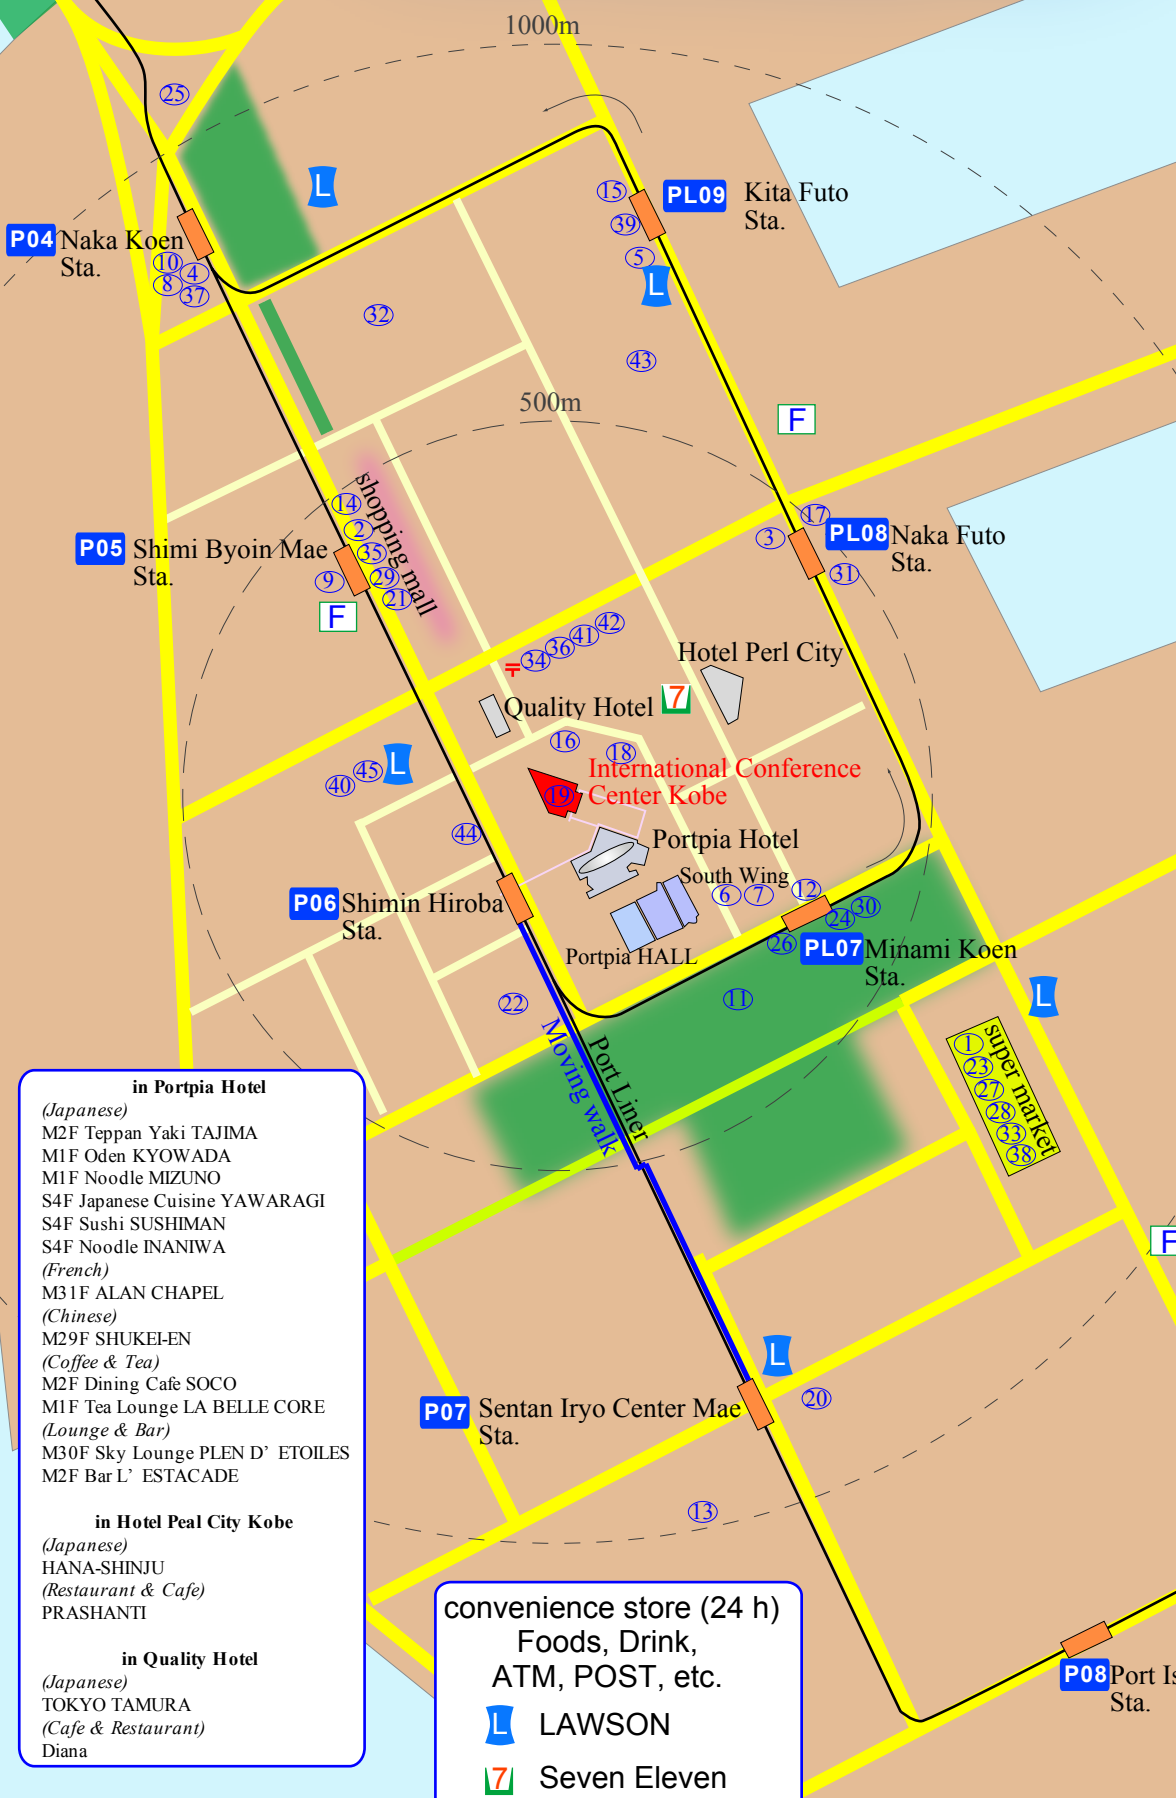 1000m
25
L
15
PL09
Kita Futo
Sta.
39
P04
Naka Koen
Sta.
10
4
8
37
5
L
32
43
500m
F
shopping mall
14
2
35
29
21
9
P05
Shimi Byoin Mae
Sta.
F
17
3
PL08
Naka Futo
Sta.
31
42
41
36
34
〒
Hotel Perl City
Quality Hotel
7
16
18
International Conference
Center Kobe
19
L
45
40
44
Portpia Hotel
South Wing
6
7
12
30
24
26
P06
Shimin Hiroba
Sta.
Portpia HALL
PL07
Minami Koen
Sta.
22
11
L
Moving walk
Port Liner
super market
1
23
27
28
33
38
F
L
P07
Sentan Iryo Center Mae
Sta.
20
13
P08
Port Is
Sta.
in Portpia Hotel
(Japanese)
M2F Teppan Yaki TAJIMA
M1F Oden KYOWADA
M1F Noodle MIZUNO
S4F Japanese Cuisine YAWARAGI
S4F Sushi SUSHIMAN
S4F Noodle INANIWA
(French)
M31F ALAN CHAPEL
(Chinese)
M29F SHUKEI-EN
(Coffee & Tea)
M2F Dining Cafe SOCO
M1F Tea Lounge LA BELLE CORE
(Lounge & Bar)
M30F Sky Lounge PLEN D’ ETOILES
M2F Bar L’ ESTACADE
in Hotel Peal City Kobe
(Japanese)
HANA-SHINJU
(Restaurant & Cafe)
PRASHANTI
in Quality Hotel
(Japanese)
TOKYO TAMURA
(Cafe & Restaurant)
Diana
convenience store (24 h)
Foods, Drink,
ATM, POST, etc.
L LAWSON
7 Seven Eleven